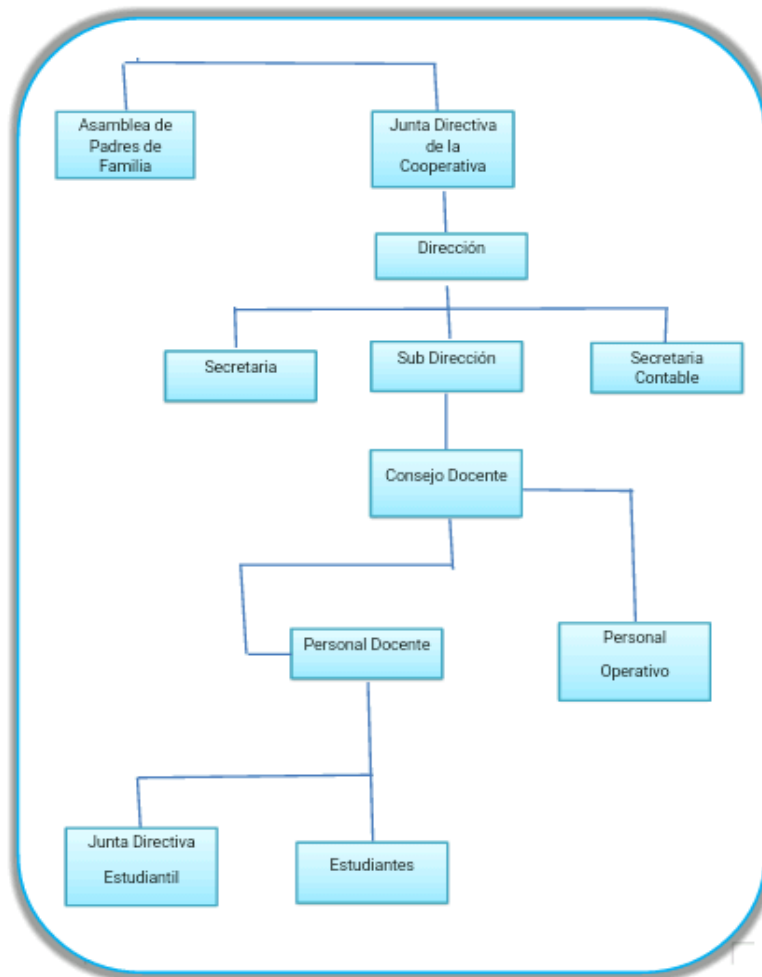 Asamblea de
Padres de
Familia
Junta Directiva
de la
Cooperativa
Dirección
Secretaria
Sub Dirección
Secretaria
Contable
Consejo Docente
Personal Docente
Personal
Operativo
Junta Directiva
Estudiantil
Estudiantes